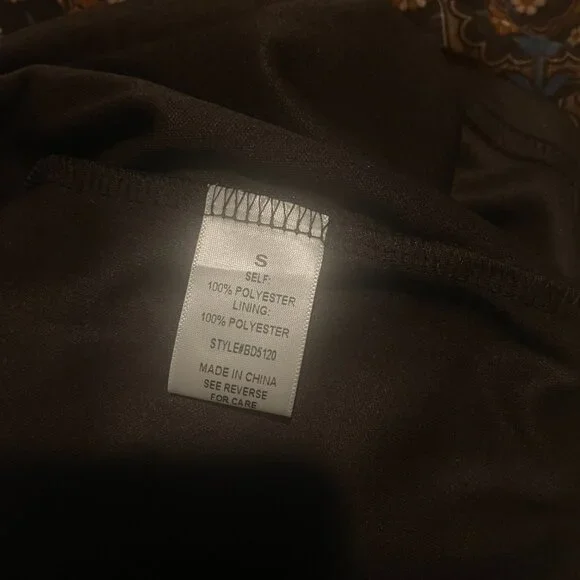 S
SELF:
100% POLYESTER
LINING:
100% POLYESTER
STYLE#BD5120
MADE IN CHINA
SEE REVERSE
FOR CARE